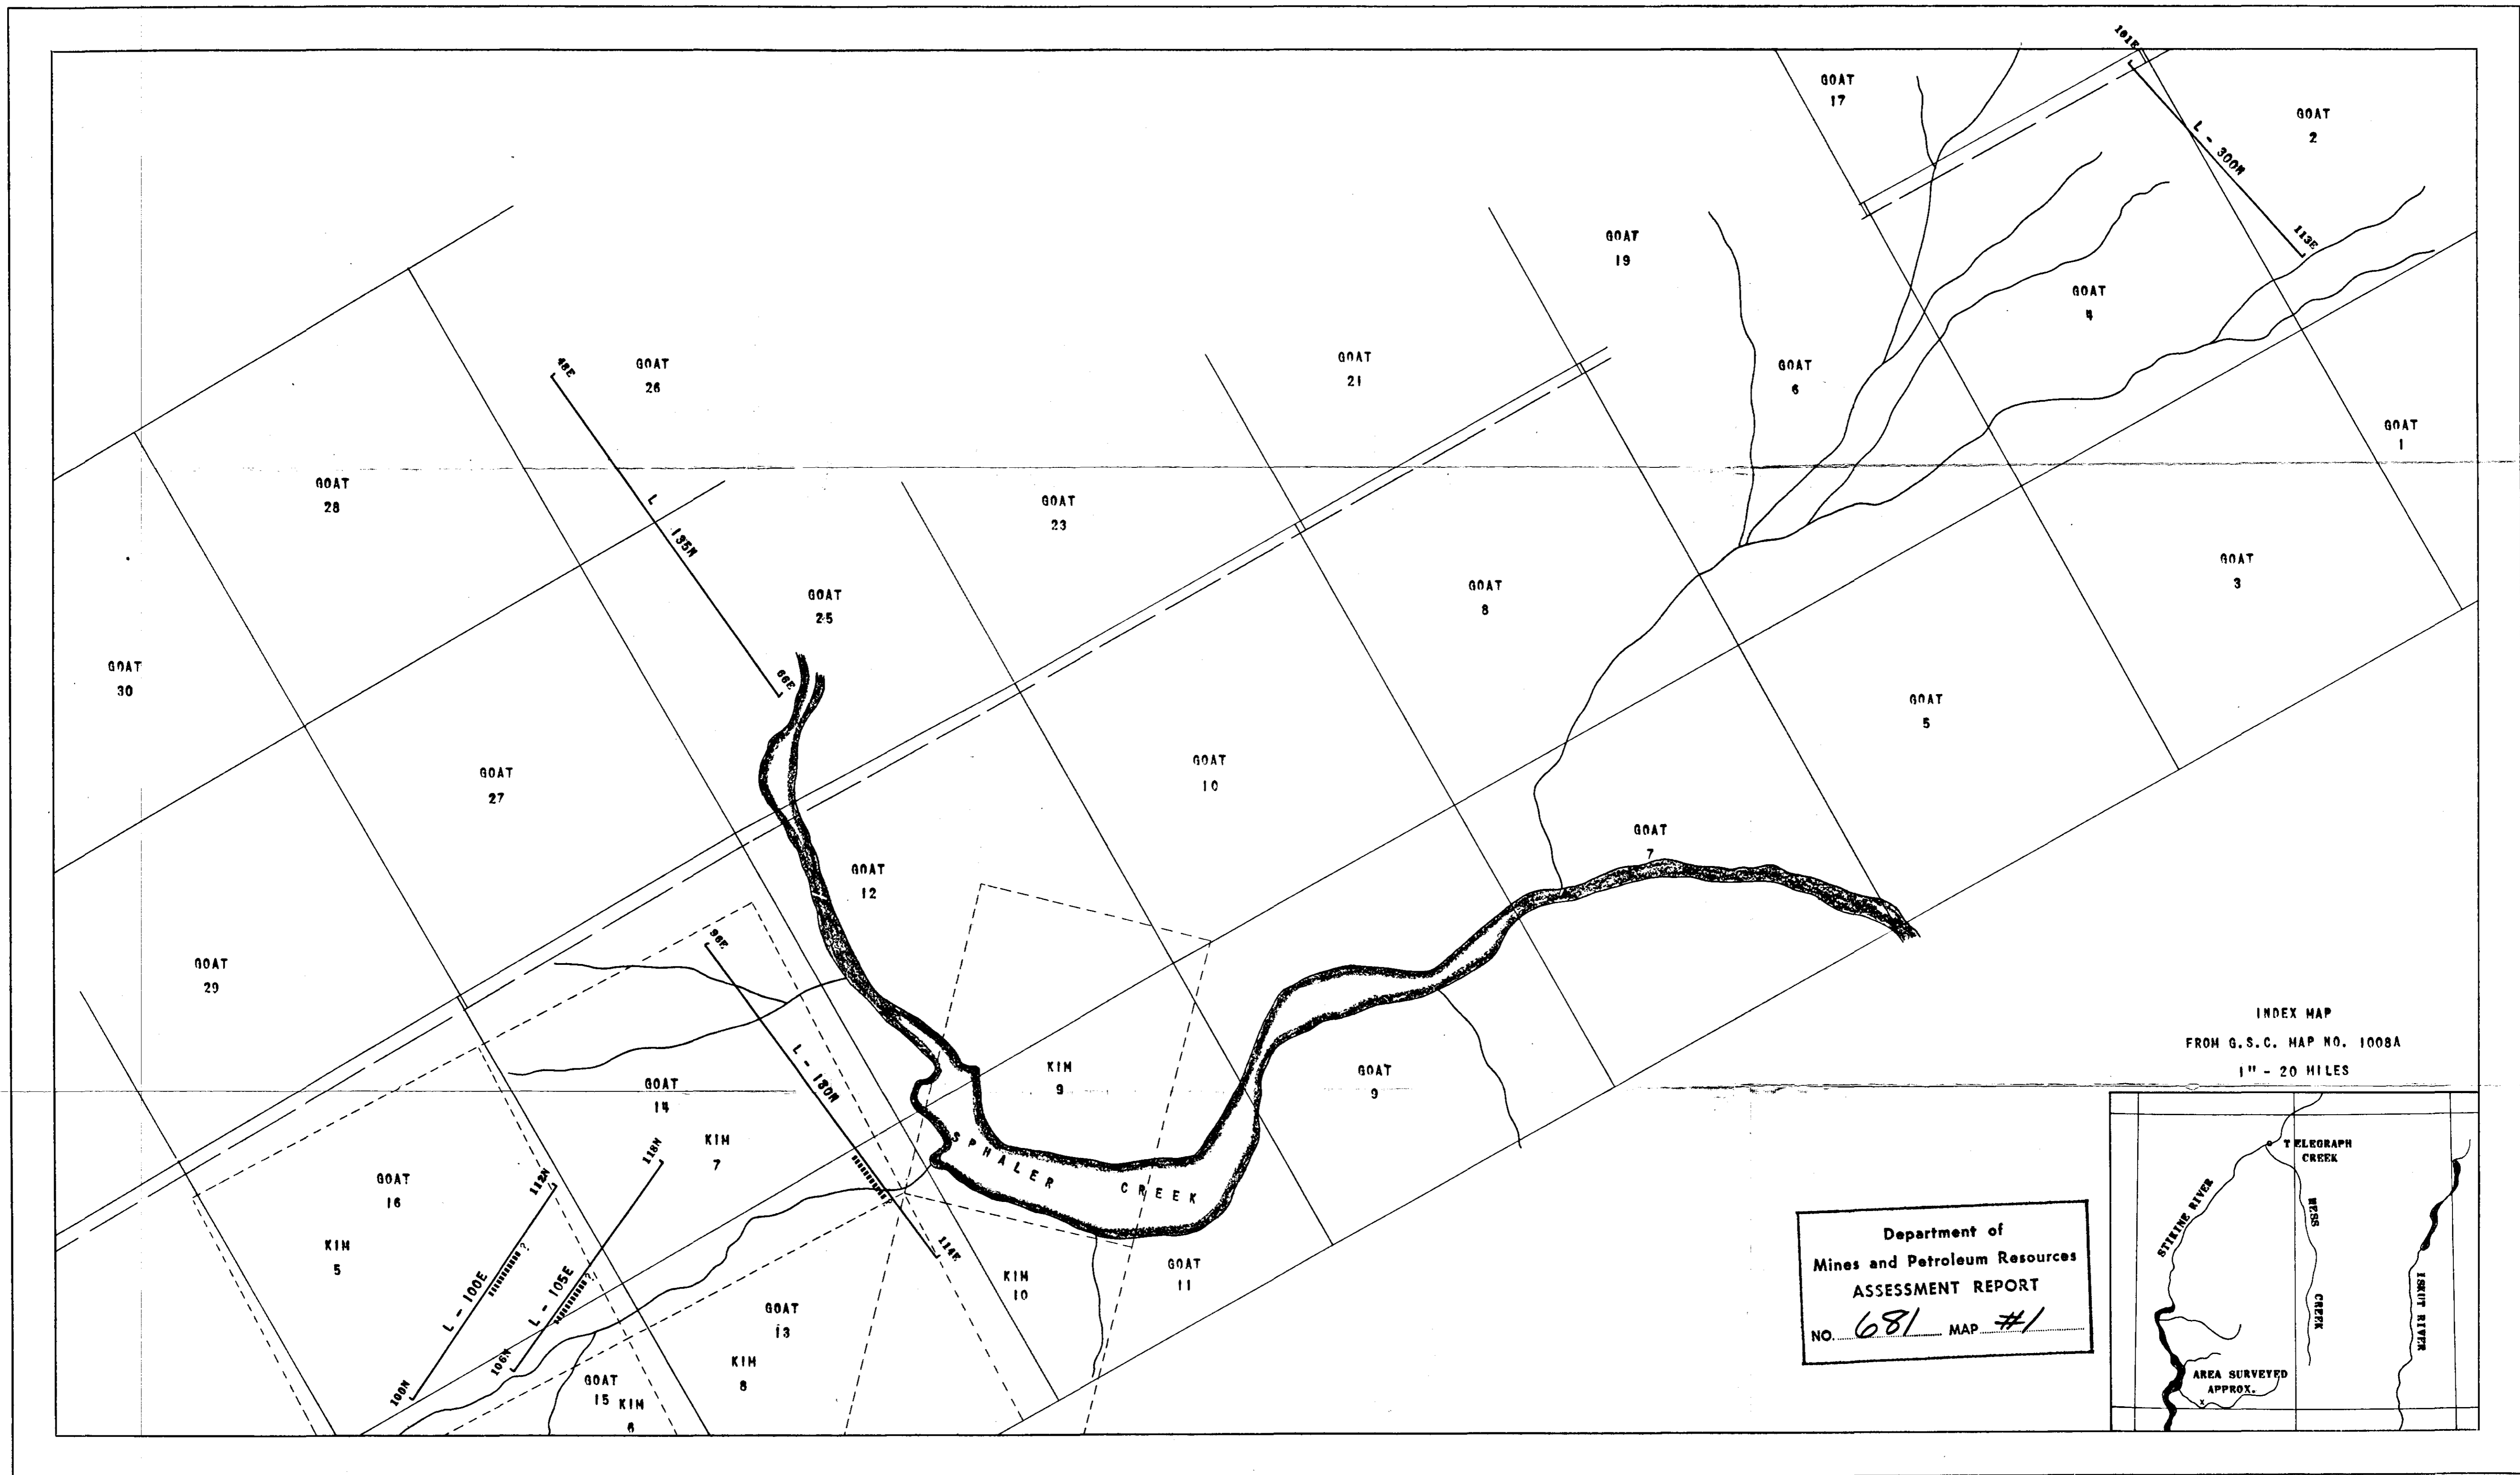 101E
GOAT
17
GOAT
2
L - 300N
GOAT
19
113E
GOAT
4
GOAT
26
48E
GOAT
21
GOAT
6
GOAT
1
GOAT
28
L 135N
GOAT
23
GOAT
3
GOAT
25
GOAT
8
GOAT
30
66E
GOAT
5
GOAT
27
GOAT
10
GOAT
7
GOAT
12
GOAT
29
96E
INDEX MAP
FROM G.S.C. MAP NO. 1008A
1" - 20 MILES
KIM
9
GOAT
9
GOAT
14
L - 130N
KIM
7
118N
SPHALER CREEK
GOAT
16
112N
KIM
5
L - 100E
?
L - 105E
?
?
114E
KIM
10
GOAT
11
GOAT
13
KIM
8
106N
100N
GOAT
15
KIM
6
Department of
Mines and Petroleum Resources
ASSESSMENT REPORT
NO. 681 MAP #1
TELEGRAPH
CREEK
STIKINE RIVER
MESS
CREEK
ISKUT RIVER
AREA SURVEYED
APPROX.
x